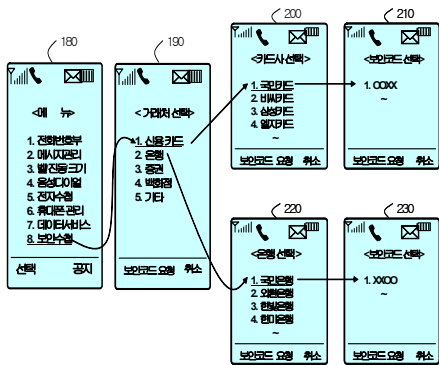 180
<메 뉴>
1. 전화번호부
2. 메시지관리
3. 벨/진동/크기
4. 음성다이얼
5. 전자수첩
6. 휴대폰 관리
7. 데이터서비스
8. 보안수첩
선택 공지
190
<거래처 선택>
1. 신용카드
2. 은행
3. 증권
4. 백화점
5. 기타
보안코드 요청 취소
200
<카드사 선택>
1. 국민카드
2. 비씨카드
3. 삼성카드
4. 엘지카드
~
보안코드 요청 취소
210
<보안코드 선택>
1. OOXX
~
보안코드 요청 취소
220
<은행 선택>
1. 국민은행
2. 외환은행
3. 한빛은행
4. 한미은행
~
보안코드 요청 취소
230
<보안코드 선택>
1. XXOO
~
보안코드 요청 취소